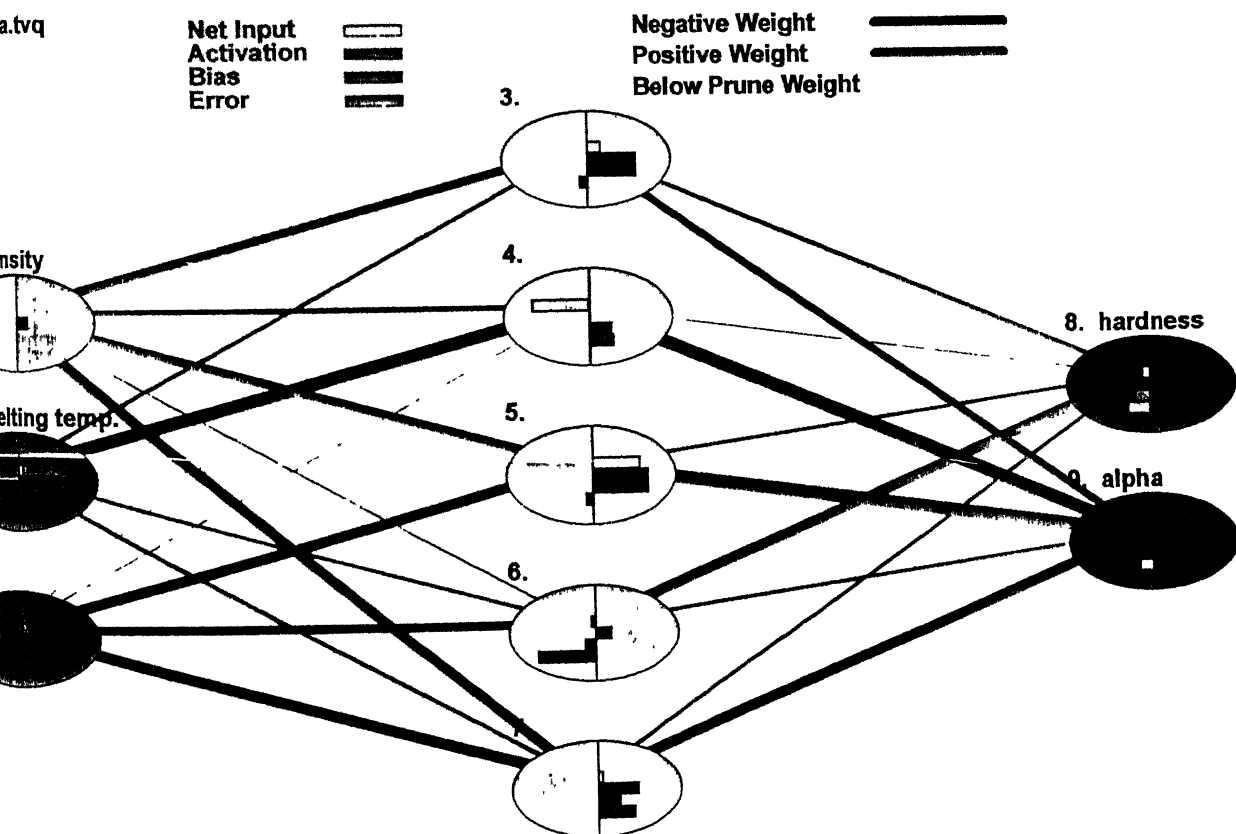 a.tvq
Net Input
Activation
Bias
Error
Negative Weight
Positive Weight
Below Prune Weight
3.
nsity
4.
8. hardness
elting temp.
5.
9. alpha
6.